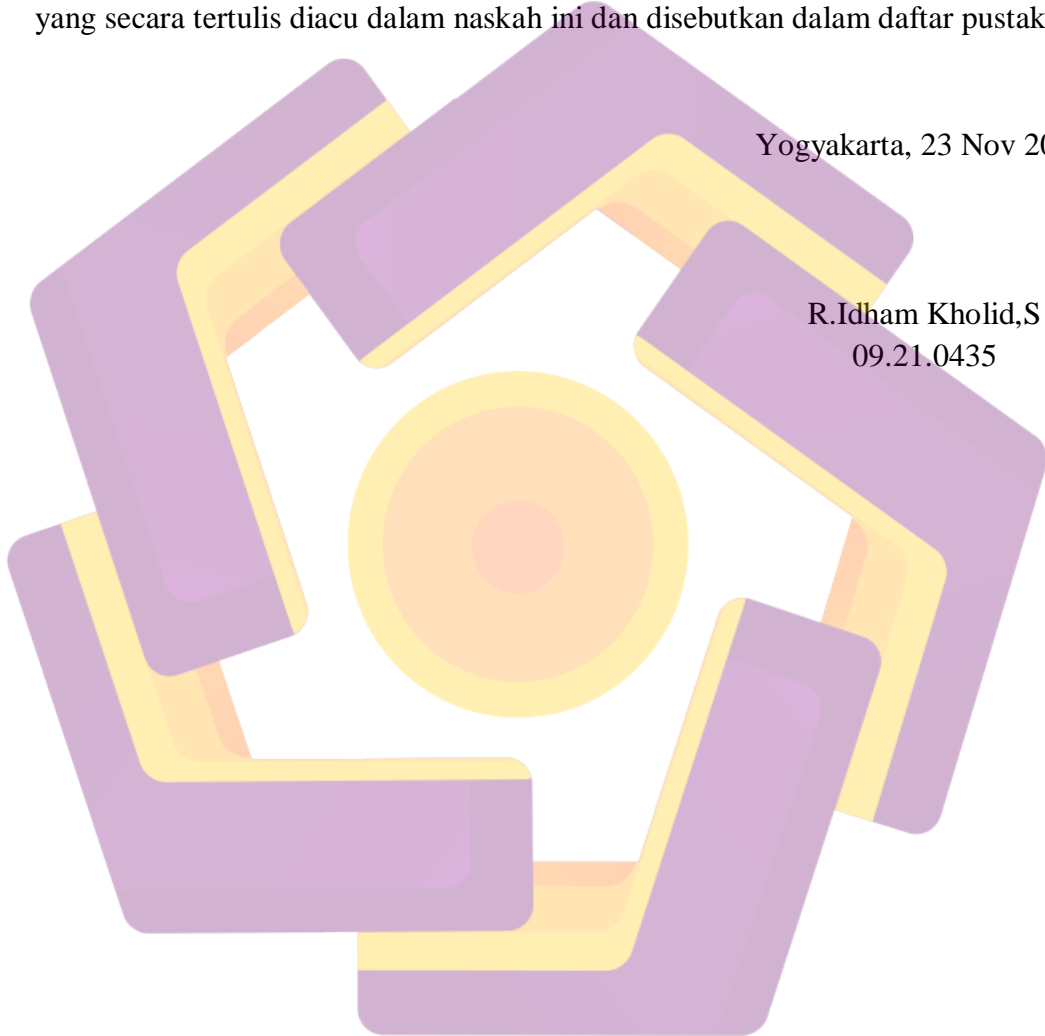 yang secara tertulis diacu dalam naskah ini dan disebutkan dalam daftar pustak
Yogyakarta, 23 Nov 20
R.Idham Kholid,S
09.21.0435